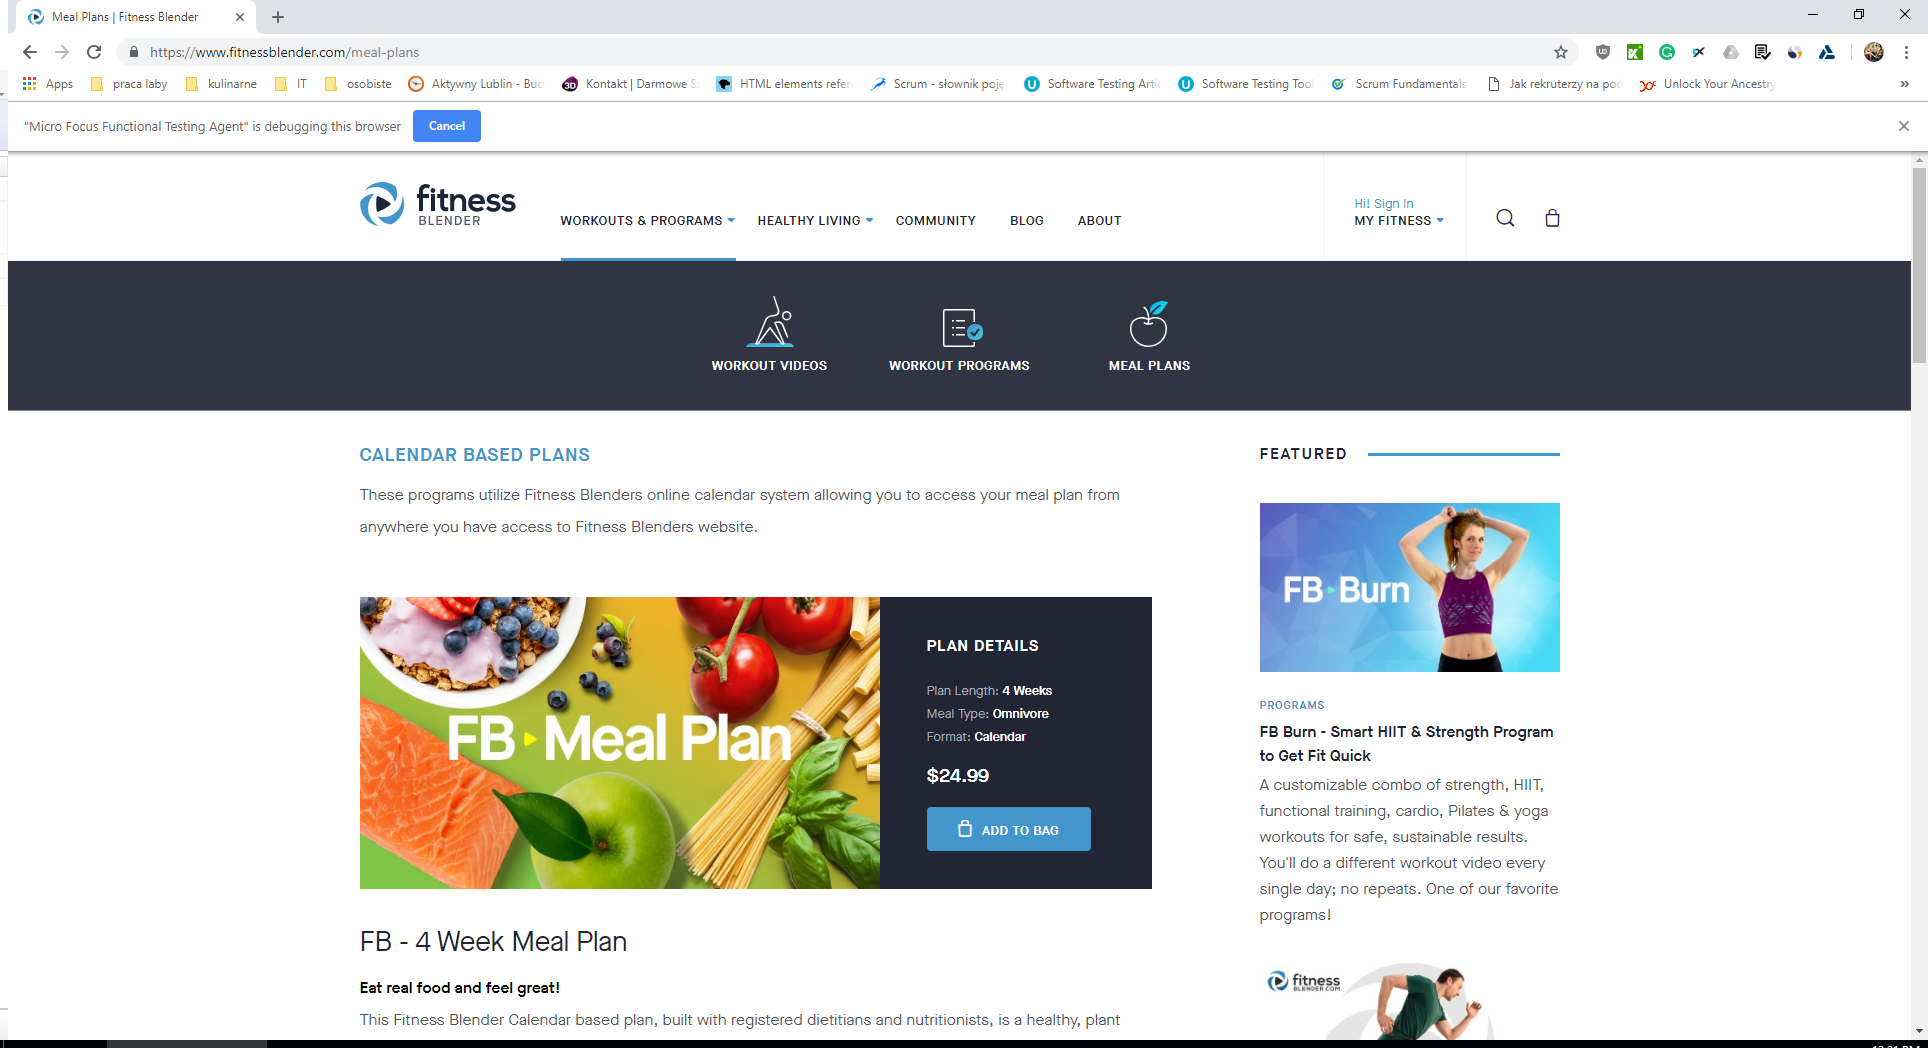 Meal Plans | Fitness Blender
https://www.fitnessblender.com/meal-plans
Apps praca laby kulinarne IT osobiste Aktywny Lublin - Bud Kontakt | Darmowe S HTML elements refer Scrum - słownik poję Software Testing Artic Software Testing Tool Scrum Fundamentals Jak rekruterzy na pod Unlock Your Ancestry »
"Micro Focus Functional Testing Agent" is debugging this browser Cancel
fitness
BLENDER
WORKOUTS & PROGRAMS HEALTHY LIVING COMMUNITY BLOG ABOUT
Hi! Sign In
MY FITNESS
WORKOUT VIDEOS WORKOUT PROGRAMS MEAL PLANS
CALENDAR BASED PLANS
These programs utilize Fitness Blenders online calendar system allowing you to access your meal plan from
anywhere you have access to Fitness Blenders website.
FB Meal Plan
PLAN DETAILS
Plan Length: 4 Weeks
Meal Type: Omnivore
Format: Calendar
$24.99
ADD TO BAG
FB - 4 Week Meal Plan
Eat real food and feel great!
This Fitness Blender Calendar based plan, built with registered dietitians and nutritionists, is a healthy, plant
FEATURED
FB Burn
PROGRAMS
FB Burn - Smart HIIT & Strength Program
to Get Fit Quick
A customizable combo of strength, HIIT,
functional training, cardio, Pilates & yoga
workouts for safe, sustainable results.
You'll do a different workout video every
single day; no repeats. One of our favorite
programs!
fitness
BLENDER.COM